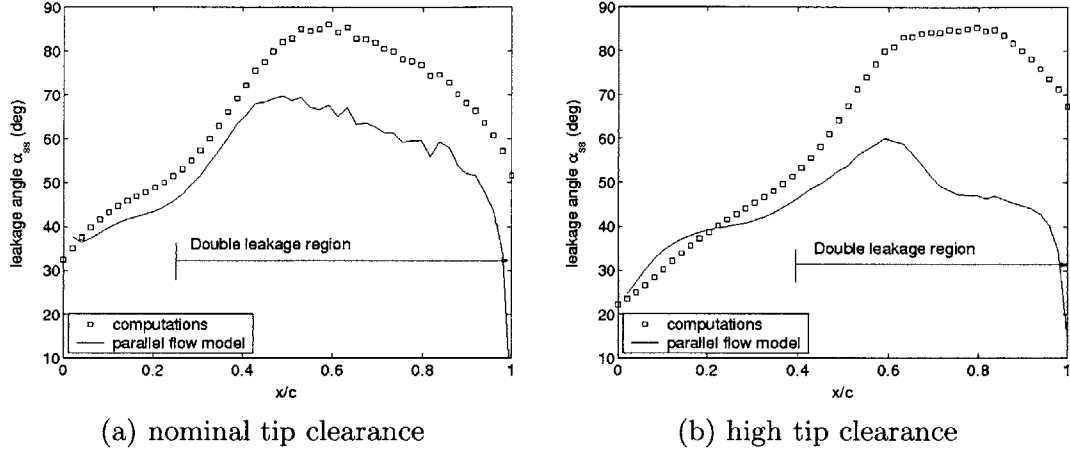 90
80
70
60
50
40
30
20
10
leakage angle α_ss (deg)
Double leakage region
computations
parallel flow model
0
0.2
0.4
0.6
0.8
1
x/c
(a) nominal tip clearance
90
80
70
60
50
40
30
20
10
leakage angle α_ss (deg)
Double leakage region
computations
parallel flow model
0
0.2
0.4
0.6
0.8
1
x/c
(b) high tip clearance